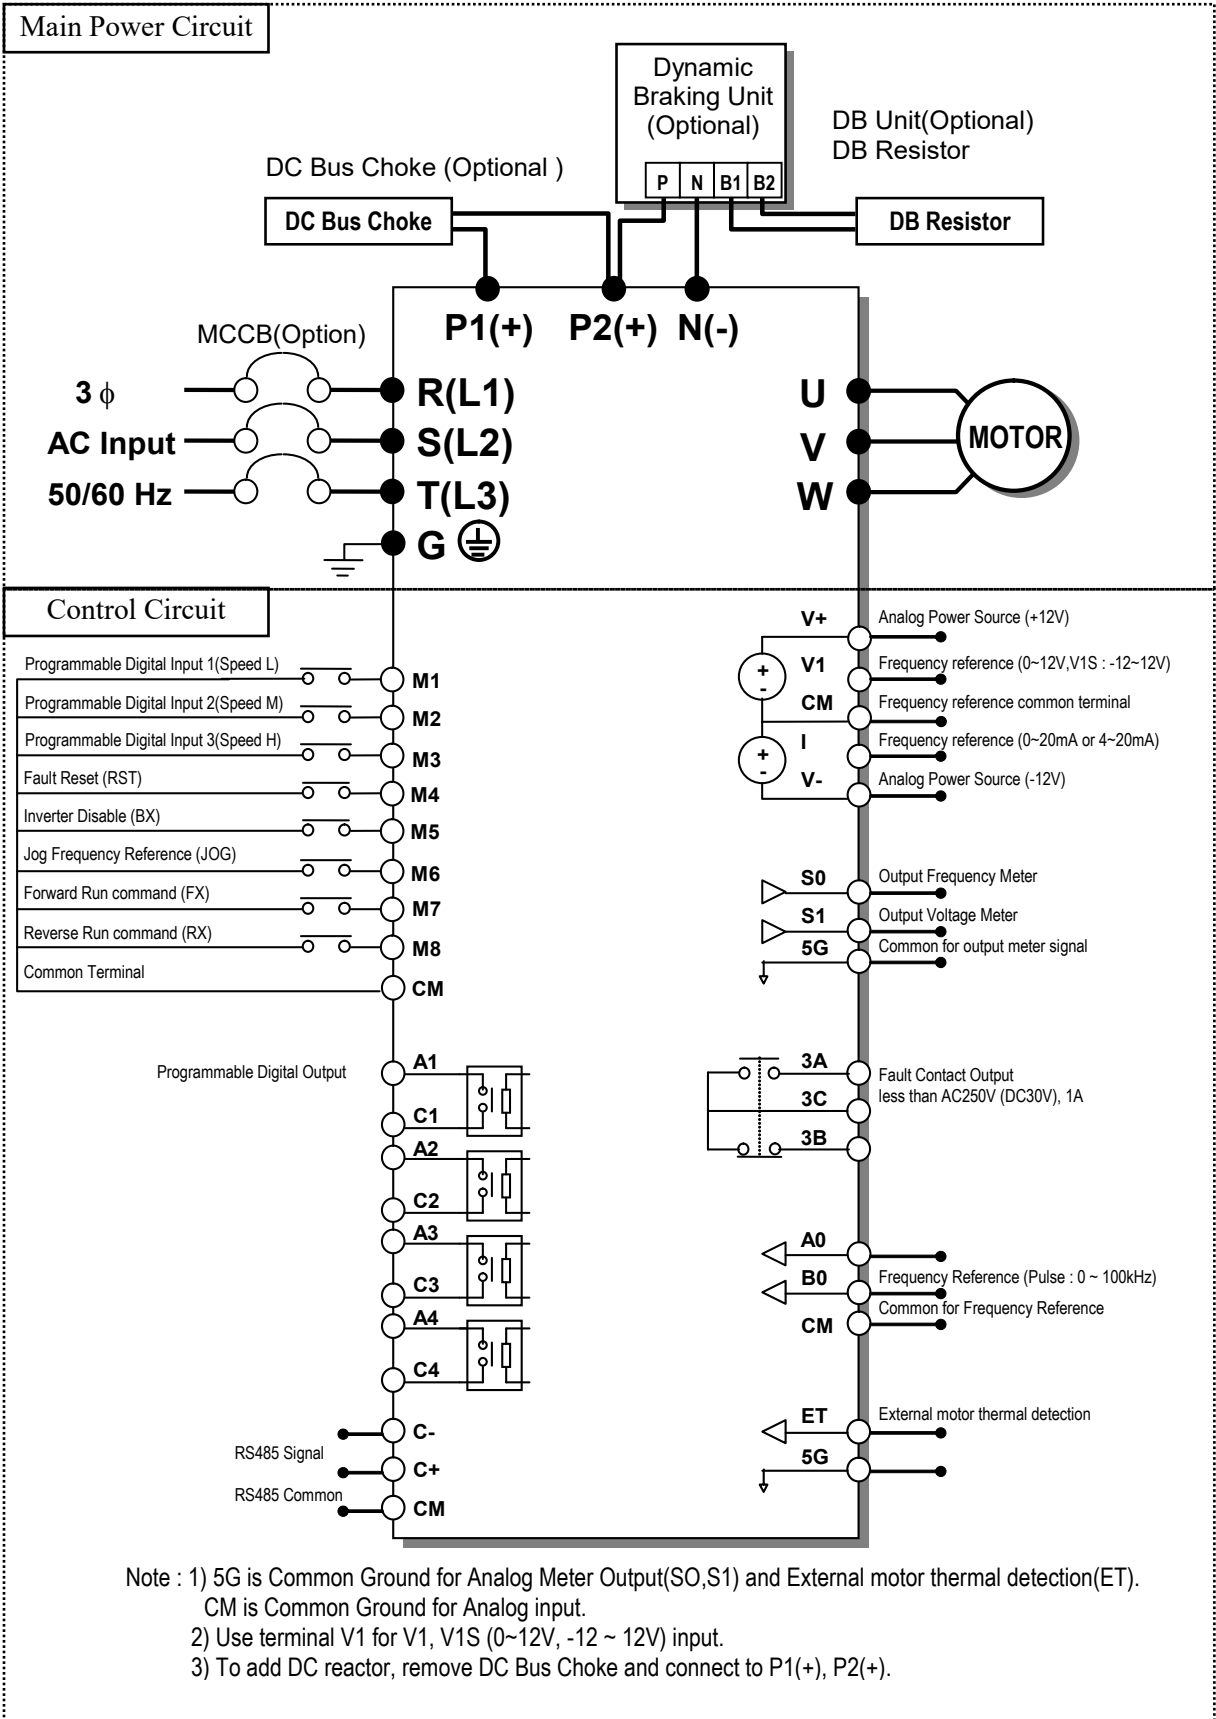 Main Power Circuit
Dynamic
Braking Unit
(Optional)
P N B1 B2
DB Unit(Optional)
DB Resistor
DC Bus Choke (Optional )
DC Bus Choke
DB Resistor
P1(+) P2(+) N(-)
MCCB(Option)
3 ϕ
AC Input
50/60 Hz
R(L1)
S(L2)
T(L3)
G
U
V
W
MOTOR
Control Circuit
Programmable Digital Input 1(Speed L)
M1
Programmable Digital Input 2(Speed M)
M2
Programmable Digital Input 3(Speed H)
M3
Fault Reset (RST)
M4
Inverter Disable (BX)
M5
Jog Frequency Reference (JOG)
M6
Forward Run command (FX)
M7
Reverse Run command (RX)
M8
Common Terminal
CM
V+ Analog Power Source (+12V)
+
-
V1 Frequency reference (0~12V,V1S : -12~12V)
CM Frequency reference common terminal
+
-
I Frequency reference (0~20mA or 4~20mA)
V- Analog Power Source (-12V)
S0 Output Frequency Meter
S1 Output Voltage Meter
5G Common for output meter signal
Programmable Digital Output
A1
C1
A2
C2
A3
C3
A4
C4
3A
3C
3B
Fault Contact Output
less than AC250V (DC30V), 1A
A0
B0 Frequency Reference (Pulse : 0 ~ 100kHz)
CM Common for Frequency Reference
ET External motor thermal detection
5G
C-
RS485 Signal
C+
RS485 Common
CM
Note : 1) 5G is Common Ground for Analog Meter Output(SO,S1) and External motor thermal detection(ET).
CM is Common Ground for Analog input.
2) Use terminal V1 for V1, V1S (0~12V, -12 ~ 12V) input.
3) To add DC reactor, remove DC Bus Choke and connect to P1(+), P2(+).